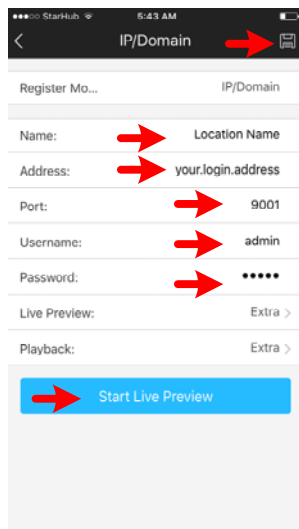 StarHub 5:43 AM
IP/Domain
Register Mo... IP/Domain
Name: Location Name
Address: your.login.address
Port: 9001
Username: admin
Password: •••••
Live Preview: Extra >
Playback: Extra >
Start Live Preview